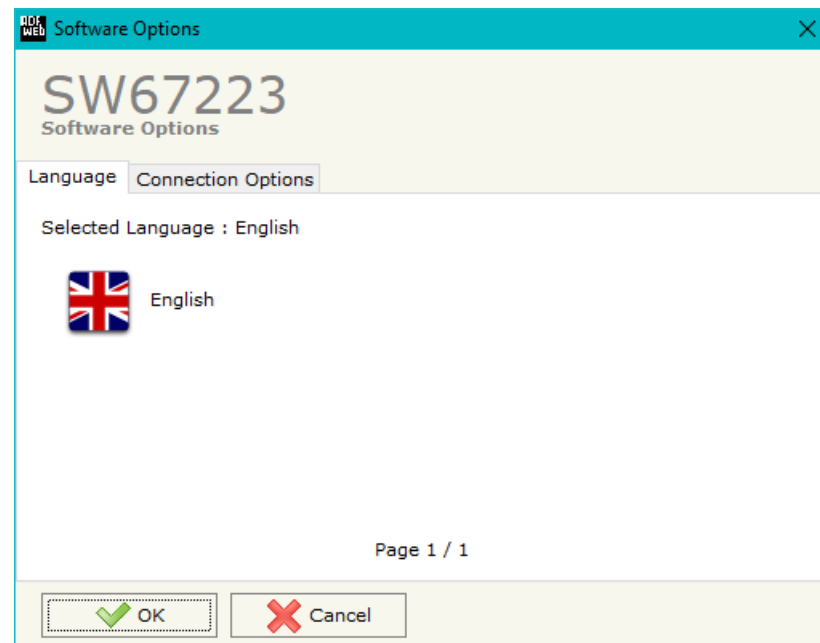 ADF
WEB Software Options
SW67223
Software Options
Language Connection Options
Selected Language : English
English
Page 1 / 1
OK Cancel